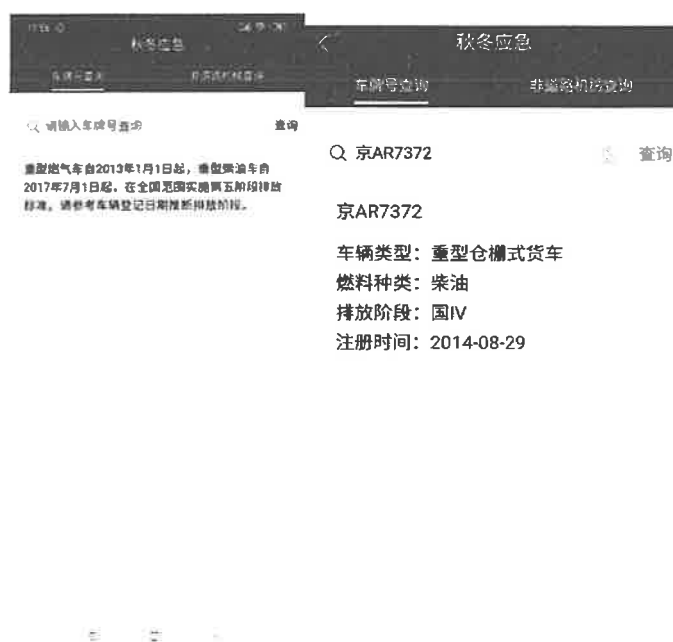 秋冬应急
车牌号查询
请输入车牌号查询
查询
重型燃气车自2013年1月1日起，重型柴油车自
2017年7月1日起，在全国范围实施第五阶段排放
标准，请参考车辆登记日期推断排放阶段。
秋冬应急
车牌号查询 非道路机械查询
京AR7372 查询
京AR7372
车辆类型：重型仓栅式货车
燃料种类：柴油
排放阶段：国IV
注册时间：2014-08-29